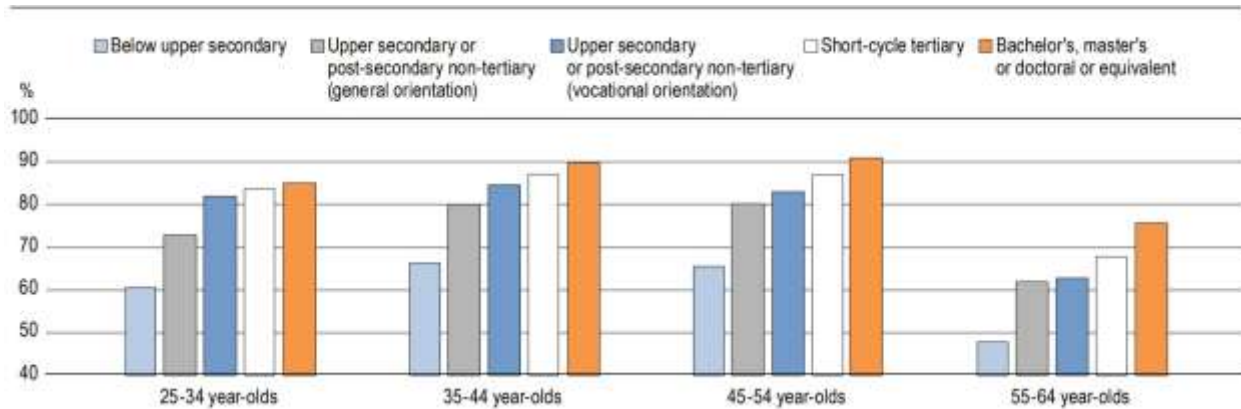 Below upper secondary
Upper secondary or
post-secondary non-tertiary
(general orientation)
Upper secondary
or post-secondary non-tertiary
(vocational orientation)
Short-cycle tertiary
Bachelor's, master's
or doctoral or equivalent
%
100
90
80
70
60
50
40
25-34 year-olds
35-44 year-olds
45-54 year-olds
55-64 year-olds